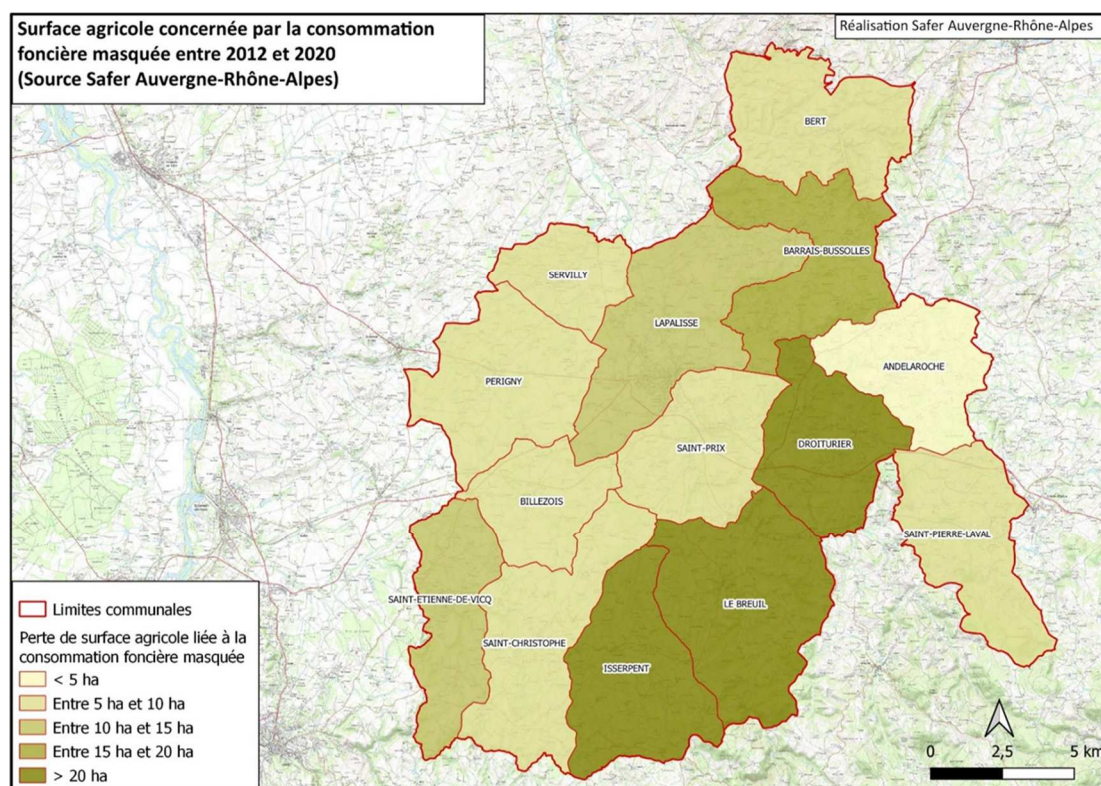 Surface agricole concernée par la consommation
foncière masquée entre 2012 et 2020
(Source Safer Auvergne-Rhône-Alpes)
Réalisation Safer Auvergne-Rhône-Alpes
BERT
BARRAIS-BUSSOLLES
SERVILLY
LAPALISSE
ANDELAROCHE
PERIGNY
SAINT-PRIX
DROITURIER
BILLEZOIS
SAINT-PIERRE-LAVAL
SAINT-ETIENNE-DE-VICQ
LE BREUIL
SAINT-CHRISTOPHE
ISSERPENT
Limites communales
Perte de surface agricole liée à la
consommation foncière masquée
< 5 ha
Entre 5 ha et 10 ha
Entre 10 ha et 15 ha
Entre 15 ha et 20 ha
> 20 ha
0 2,5 5 km